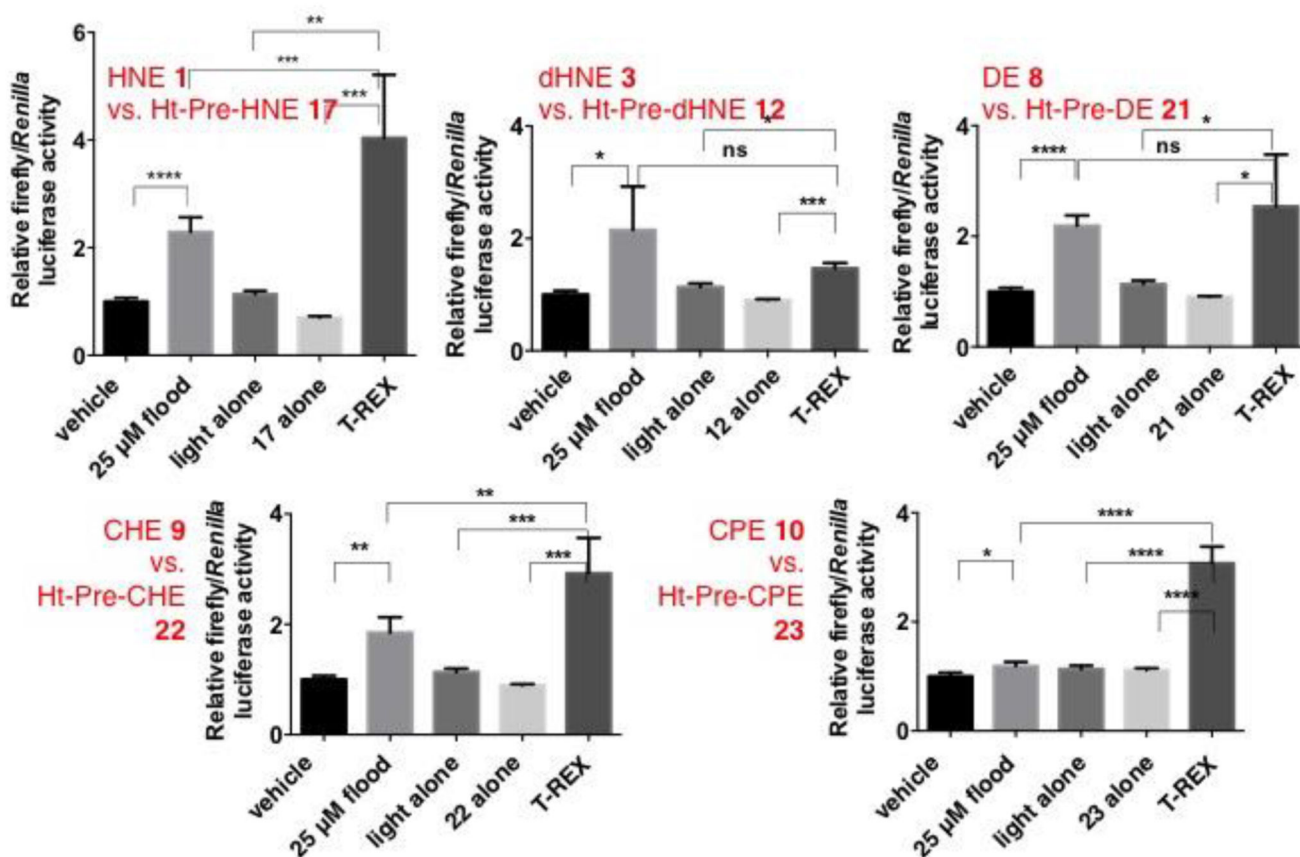 Relative firefly/Renilla
luciferase activity
6
4
2
0
HNE 1
vs. Ht-Pre-HNE 17
**
***
***
****
vehicle
25 µM flood
light alone
17 alone
T-REX
Relative firefly/Renilla
luciferase activity
4
2
0
dHNE 3
vs. Ht-Pre-dHNE 12
*
ns
*
***
vehicle
25 µM flood
light alone
12 alone
T-REX
Relative firefly/Renilla
luciferase activity
4
2
0
DE 8
vs. Ht-Pre-DE 21
*
ns
****
*
vehicle
25 µM flood
light alone
21 alone
T-REX
CHE 9
vs.
Ht-Pre-CHE
22
Relative firefly/Renilla
luciferase activity
4
2
0
**
***
**
***
vehicle
25 µM flood
light alone
22 alone
T-REX
CPE 10
vs.
Ht-Pre-CPE
23
Relative firefly/Renilla
luciferase activity
4
2
0
****
*
****
****
vehicle
25 µM flood
light alone
23 alone
T-REX